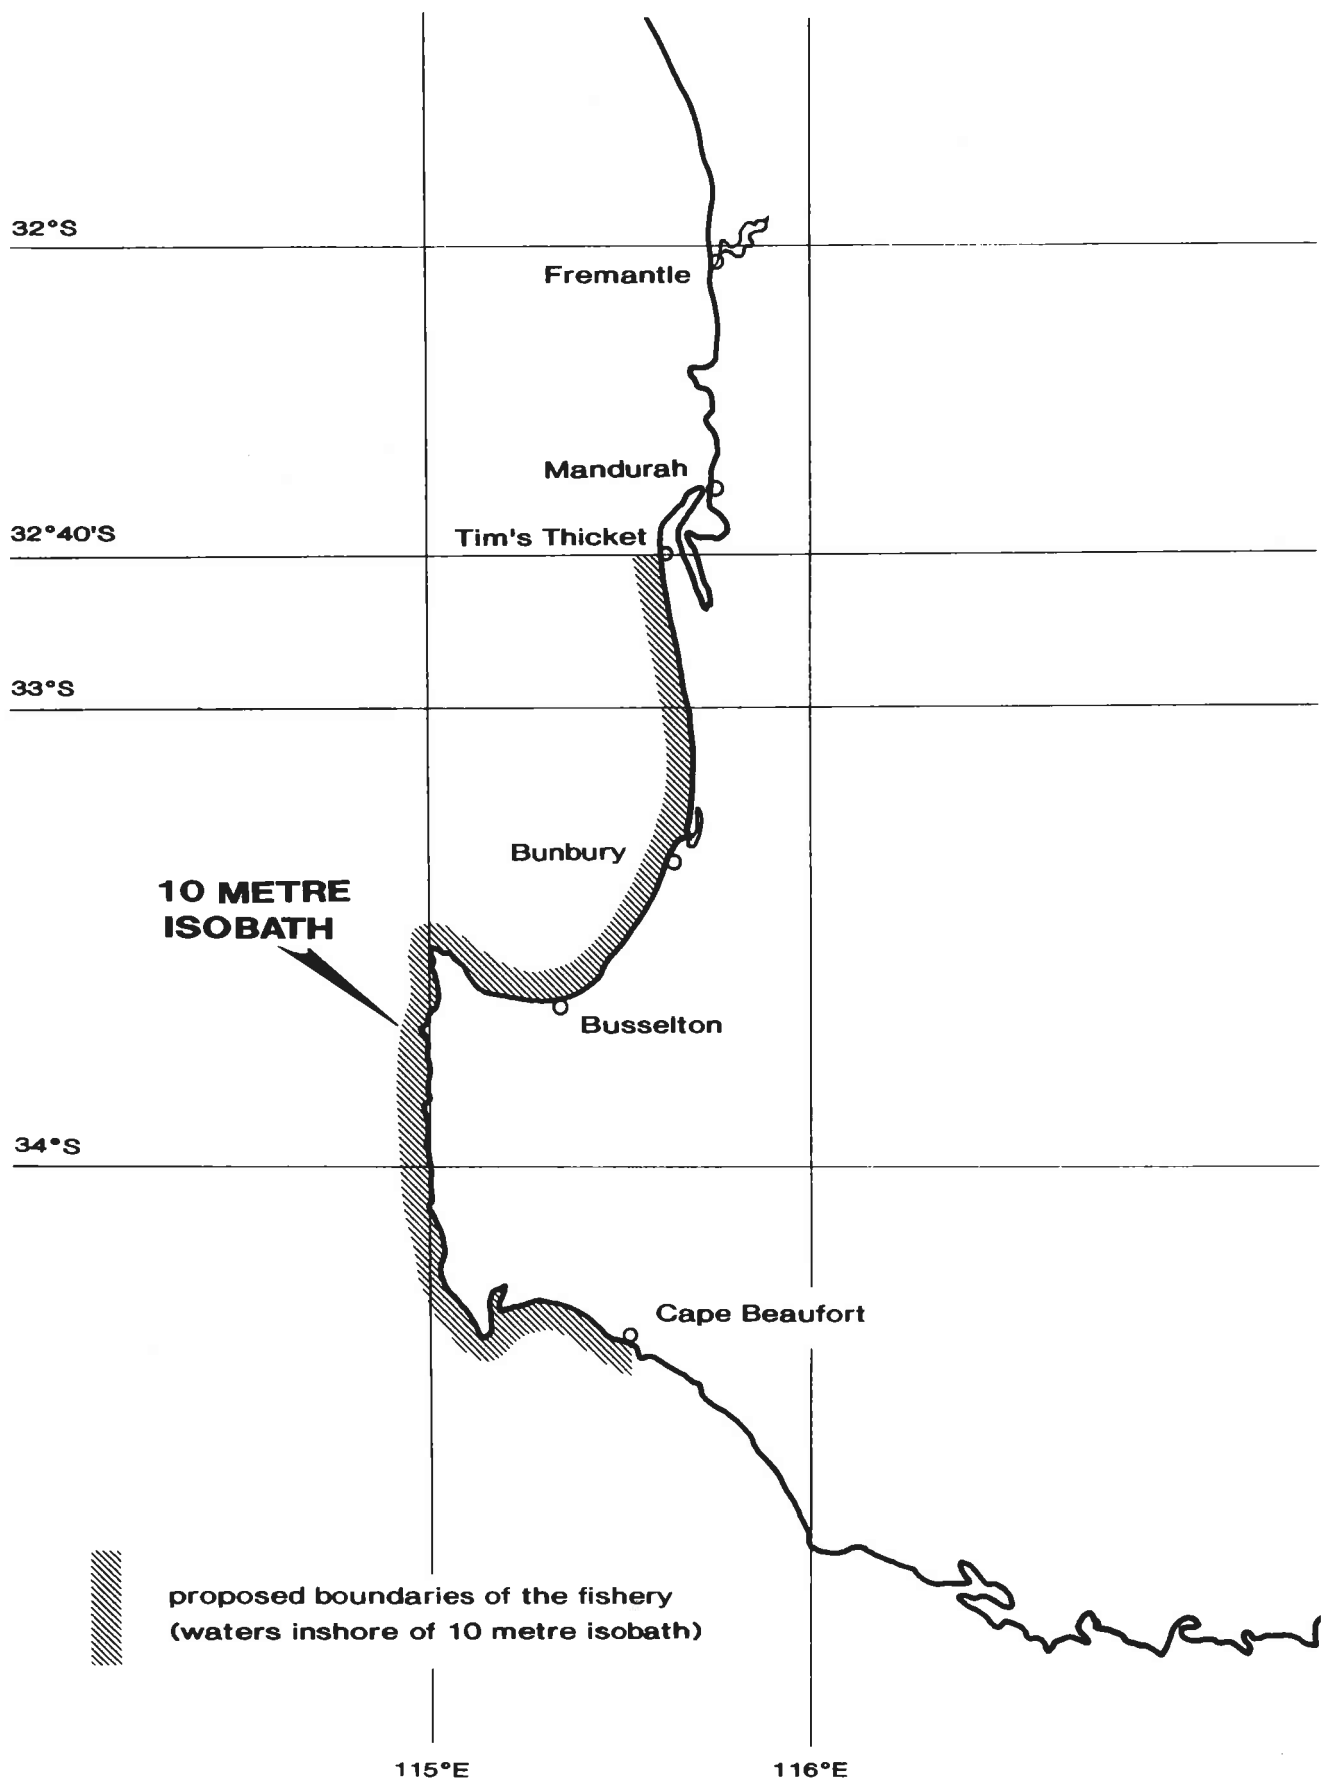 32°S
Fremantle
Mandurah
32°40'S
Tim's Thicket
33°S
Bunbury
10 METRE
ISOBATH
Busselton
34°S
Cape Beaufort
proposed boundaries of the fishery
(waters inshore of 10 metre isobath)
115°E
116°E